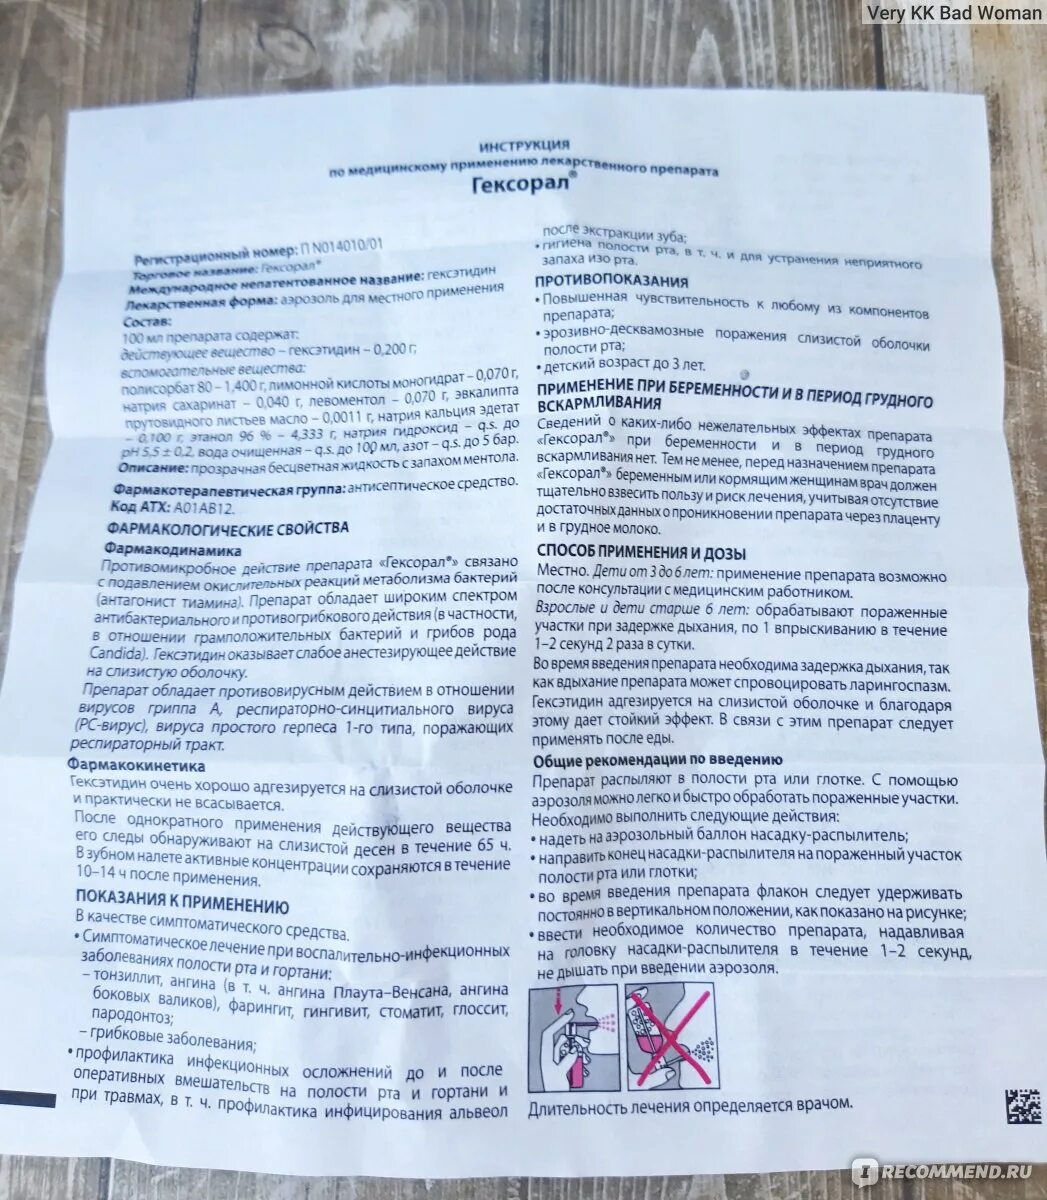 Very KK Bad Woman
ИНСТРУКЦИЯ
по медицинскому применению лекарственного препарата
Гексорал®
Регистрационный номер: П N014010/01
Торговое название: Гексорал®
Международное непатентованное название: гексэтидин
Лекарственная форма: аэрозоль для местного применения
Состав:
100 мл препарата содержат:
действующее вещество – гексэтидин – 0,200 г;
вспомогательные вещества:
полисорбат 80 – 1,400 г, лимонной кислоты моногидрат – 0,070 г,
натрия сахаринат – 0,040 г, левоментол – 0,070 г, эвкалипта
прутовидного листьев масло – 0,0011 г, натрия кальция эдетат
– 0,100 г, этанол 96 % – 4,333 г, натрия гидроксид – q.s. до
pH 5,5 ± 0,2, вода очищенная – q.s. до 100 мл, азот – q.s. до 5 бар.
Описание: прозрачная бесцветная жидкость с запахом ментола.
Фармакотерапевтическая группа: антисептическое средство.
Код АТХ: A01AB12.
ФАРМАКОЛОГИЧЕСКИЕ СВОЙСТВА
Фармакодинамика
Противомикробное действие препарата «Гексорал®» связано
с подавлением окислительных реакций метаболизма бактерий
(антагонист тиамина). Препарат обладает широким спектром
антибактериального и противогрибкового действия (в частности,
в отношении грамположительных бактерий и грибов рода
Candida). Гексэтидин оказывает слабое анестезирующее действие
на слизистую оболочку.
Препарат обладает противовирусным действием в отношении
вирусов гриппа А, респираторно-синцитиального вируса
(РС-вирус), вируса простого герпеса 1-го типа, поражающих
респираторный тракт.
Фармакокинетика
Гексэтидин очень хорошо адгезируется на слизистой оболочке
и практически не всасывается.
После однократного применения действующего вещества
его следы обнаруживают на слизистой десен в течение 65 ч.
В зубном налете активные концентрации сохраняются в течение
10–14 ч после применения.
ПОКАЗАНИЯ К ПРИМЕНЕНИЮ
В качестве симптоматического средства.
• Симптоматическое лечение при воспалительно-инфекционных
заболеваниях полости рта и гортани:
– тонзиллит, ангина (в т. ч. ангина Плаута–Венсана, ангина
боковых валиков), фарингит, гингивит, стоматит, глоссит,
пародонтоз;
– грибковые заболевания;
• профилактика инфекционных осложнений до и после
оперативных вмешательств на полости рта и гортани и
при травмах, в т. ч. профилактика инфицирования альвеол
после экстракции зуба;
• гигиена полости рта, в т. ч. и для устранения неприятного
запаха изо рта.
ПРОТИВОПОКАЗАНИЯ
• Повышенная чувствительность к любому из компонентов
препарата;
• эрозивно-десквамозные поражения слизистой оболочки
полости рта;
• детский возраст до 3 лет.
ПРИМЕНЕНИЕ ПРИ БЕРЕМЕННОСТИ И В ПЕРИОД ГРУДНОГО
ВСКАРМЛИВАНИЯ
Сведений о каких-либо нежелательных эффектах препарата
«Гексорал®» при беременности и в период грудного
вскармливания нет. Тем не менее, перед назначением препарата
«Гексорал®» беременным или кормящим женщинам врач должен
тщательно взвесить пользу и риск лечения, учитывая отсутствие
достаточных данных о проникновении препарата через плаценту
и в грудное молоко.
СПОСОБ ПРИМЕНЕНИЯ И ДОЗЫ
Местно. Дети от 3 до 6 лет: применение препарата возможно
после консультации с медицинским работником.
Взрослые и дети старше 6 лет: обрабатывают пораженные
участки при задержке дыхания, по 1 впрыскиванию в течение
1–2 секунд 2 раза в сутки.
Во время введения препарата необходима задержка дыхания, так
как вдыхание препарата может спровоцировать ларингоспазм.
Гексэтидин адгезируется на слизистой оболочке и благодаря
этому дает стойкий эффект. В связи с этим препарат следует
применять после еды.
Общие рекомендации по введению
Препарат распыляют в полости рта или глотке. С помощью
аэрозоля можно легко и быстро обработать пораженные участки.
Необходимо выполнить следующие действия:
• надеть на аэрозольный баллон насадку-распылитель;
• направить конец насадки-распылителя на пораженный участок
полости рта или глотки;
• во время введения препарата флакон следует удерживать
постоянно в вертикальном положении, как показано на рисунке;
• ввести необходимое количество препарата, надавливая
на головку насадки-распылителя в течение 1–2 секунд,
не дышать при введении аэрозоля.
Длительность лечения определяется врачом.
RECOMMEND.RU